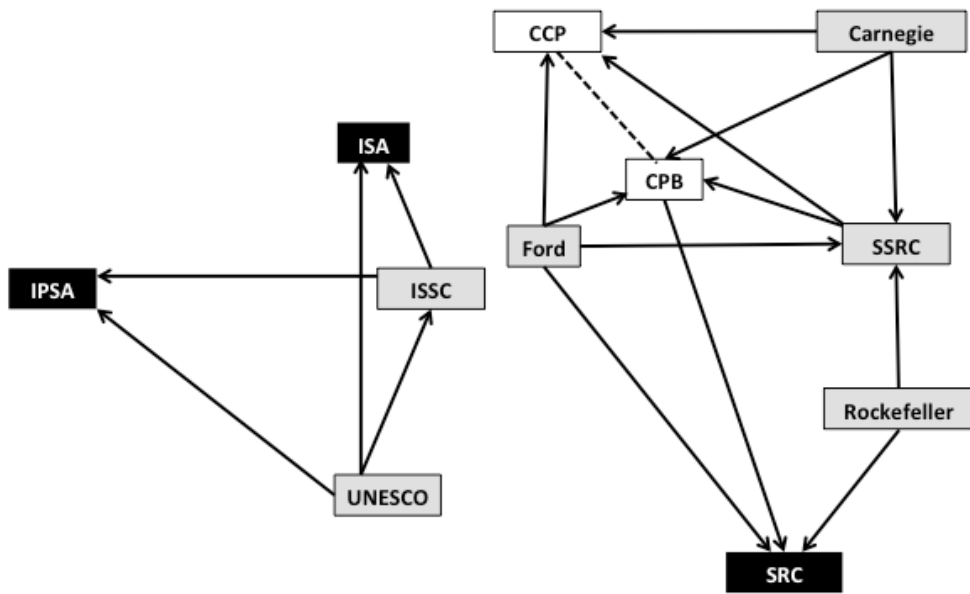 CCP
Carnegie
ISA
CPB
Ford
SSRC
IPSA
ISSC
Rockefeller
UNESCO
SRC